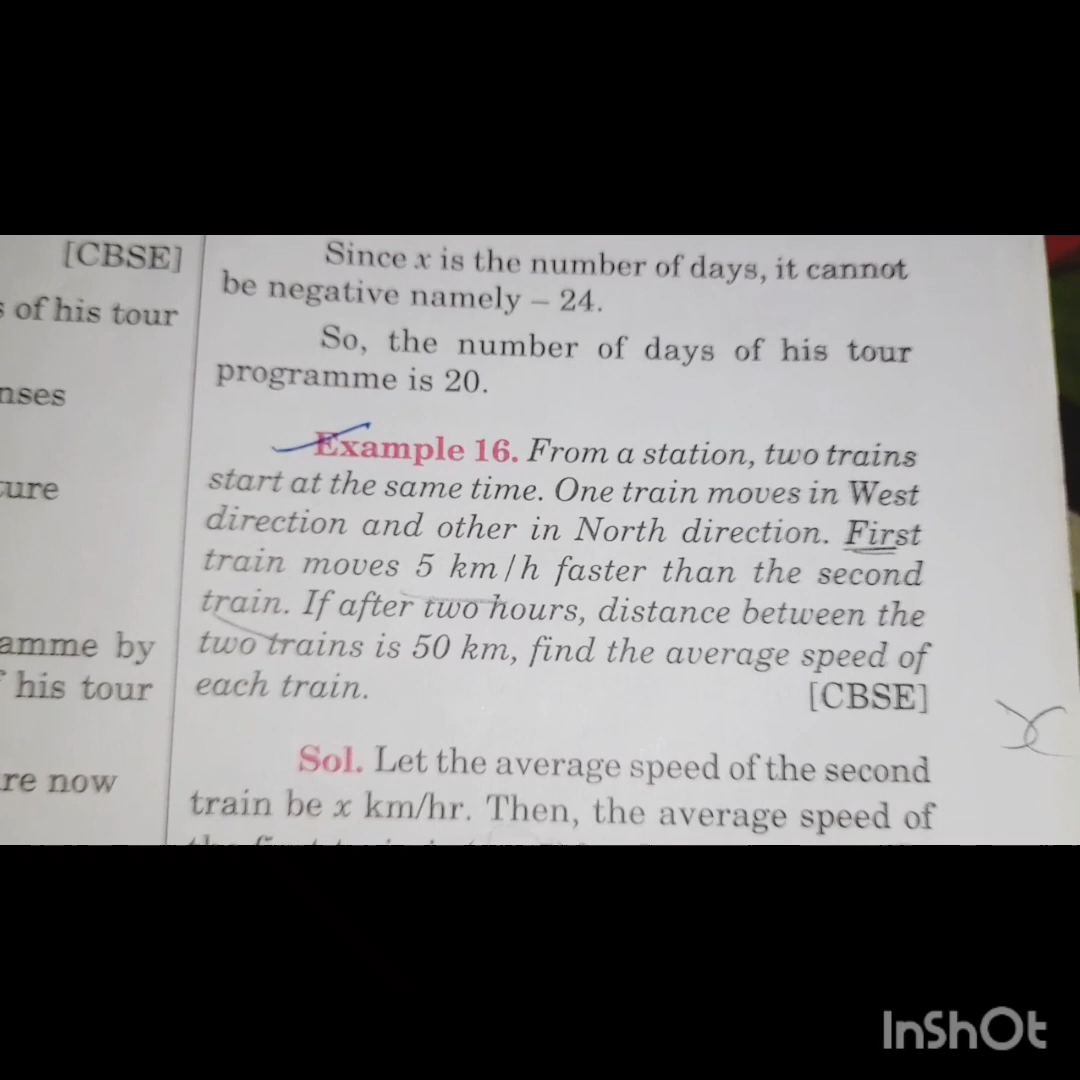 [CBSE]
of his tour
nses
ture
amme by
his tour
re now
Since x is the number of days, it cannot
be negative namely – 24.
So, the number of days of his tour
programme is 20.
Example 16. From a station, two trains
start at the same time. One train moves in West
direction and other in North direction. First
train moves 5 km/h faster than the second
train. If after two hours, distance between the
two trains is 50 km, find the average speed of
each train. [CBSE]
Sol. Let the average speed of the second
train be x km/hr. Then, the average speed of
InShOt